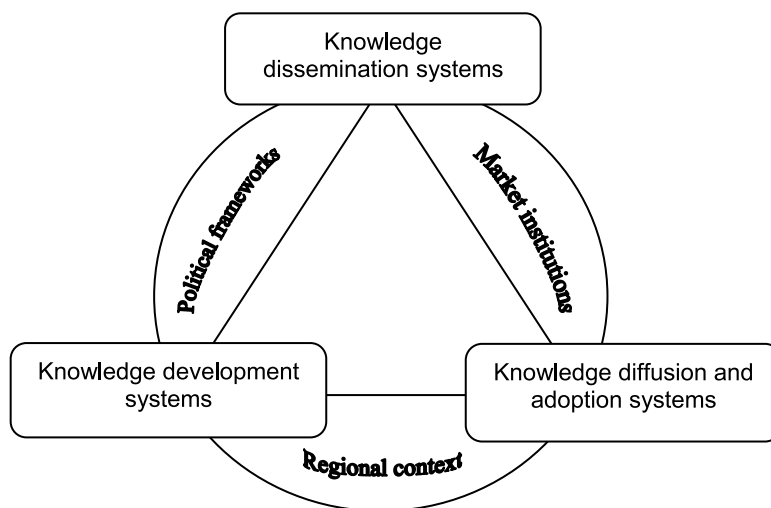 Knowledge
dissemination systems
Political frameworks
Market institutions
Knowledge development
systems
Knowledge diffusion and
adoption systems
Regional context